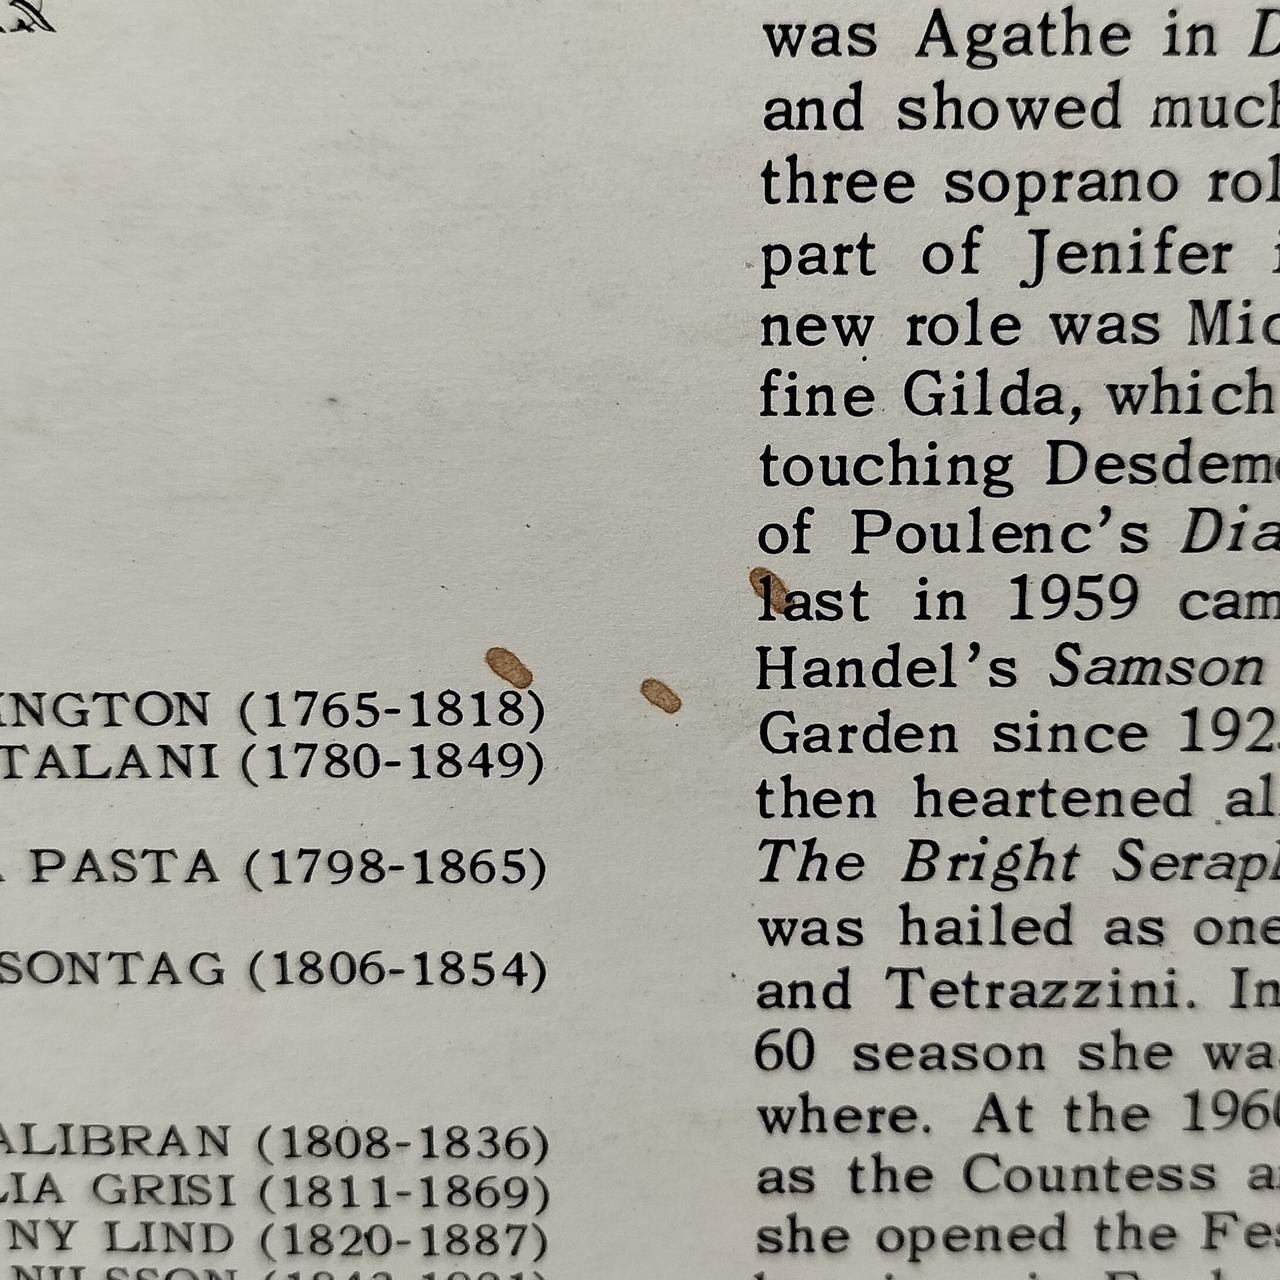 INGTON (1765-1818)
TALANI (1780-1849)
PASTA (1798-1865)
SONTAG (1806-1854)
ALIBRAN (1808-1836)
LIA GRISI (1811-1869)
NY LIND (1820-1887)
NILSSON
was Agathe in D
and showed much
three soprano rol
part of Jenifer i
new role was Mic
fine Gilda, which
touching Desdem
of Poulenc's Dia
last in 1959 cam
Handel's Samson
Garden since 192
then heartened al
The Bright Seraph
was hailed as one
and Tetrazzini. In
60 season she wa
where. At the 1960
as the Countess a
she opened the Fes